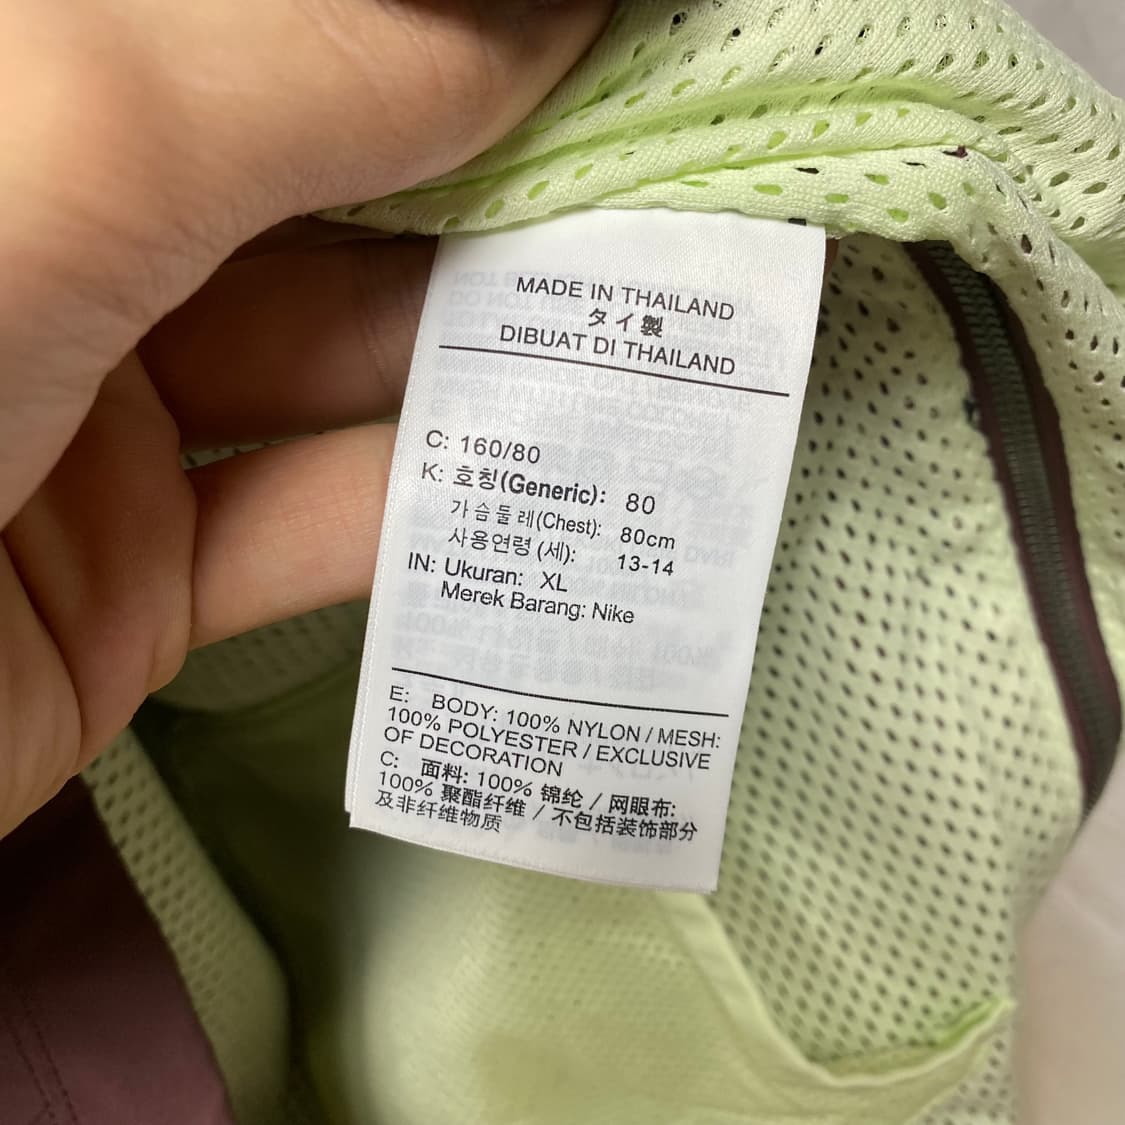 MADE IN THAILAND
タイ製
DIBUAT DI THAILAND
C: 160/80
K: 호칭(Generic): 80
가슴둘레(Chest): 80cm
사용연령 (세): 13-14
IN: Ukuran: XL
Merek Barang: Nike
E: BODY: 100% NYLON / MESH:
100% POLYESTER / EXCLUSIVE
OF DECORATION
C: 面料: 100% 锦纶 / 网眼布:
100% 聚酯纤维 / 不包括装饰部分
及非纤维物质